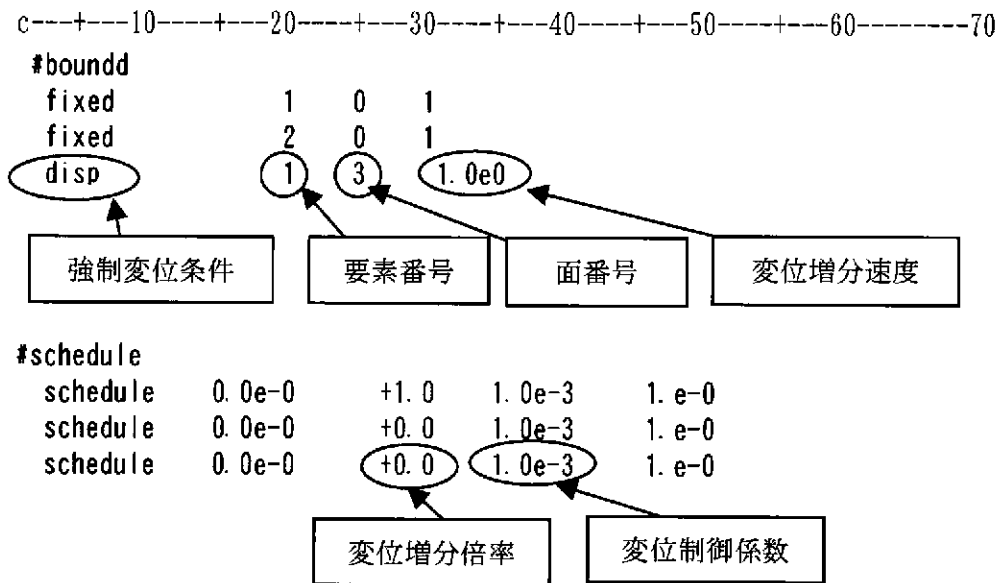 c---+---10----+---20----+---30----+---40----+---50----+---60---------70
#boundd
fixed 1 0 1
fixed 2 0 1
disp 1 3 1.0e0
強制変位条件 要素番号 面番号 変位増分速度
#schedule
schedule 0.0e-0 +1.0 1.0e-3 1.e-0
schedule 0.0e-0 +0.0 1.0e-3 1.e-0
schedule 0.0e-0 +0.0 1.0e-3 1.e-0
変位増分倍率 変位制御係数